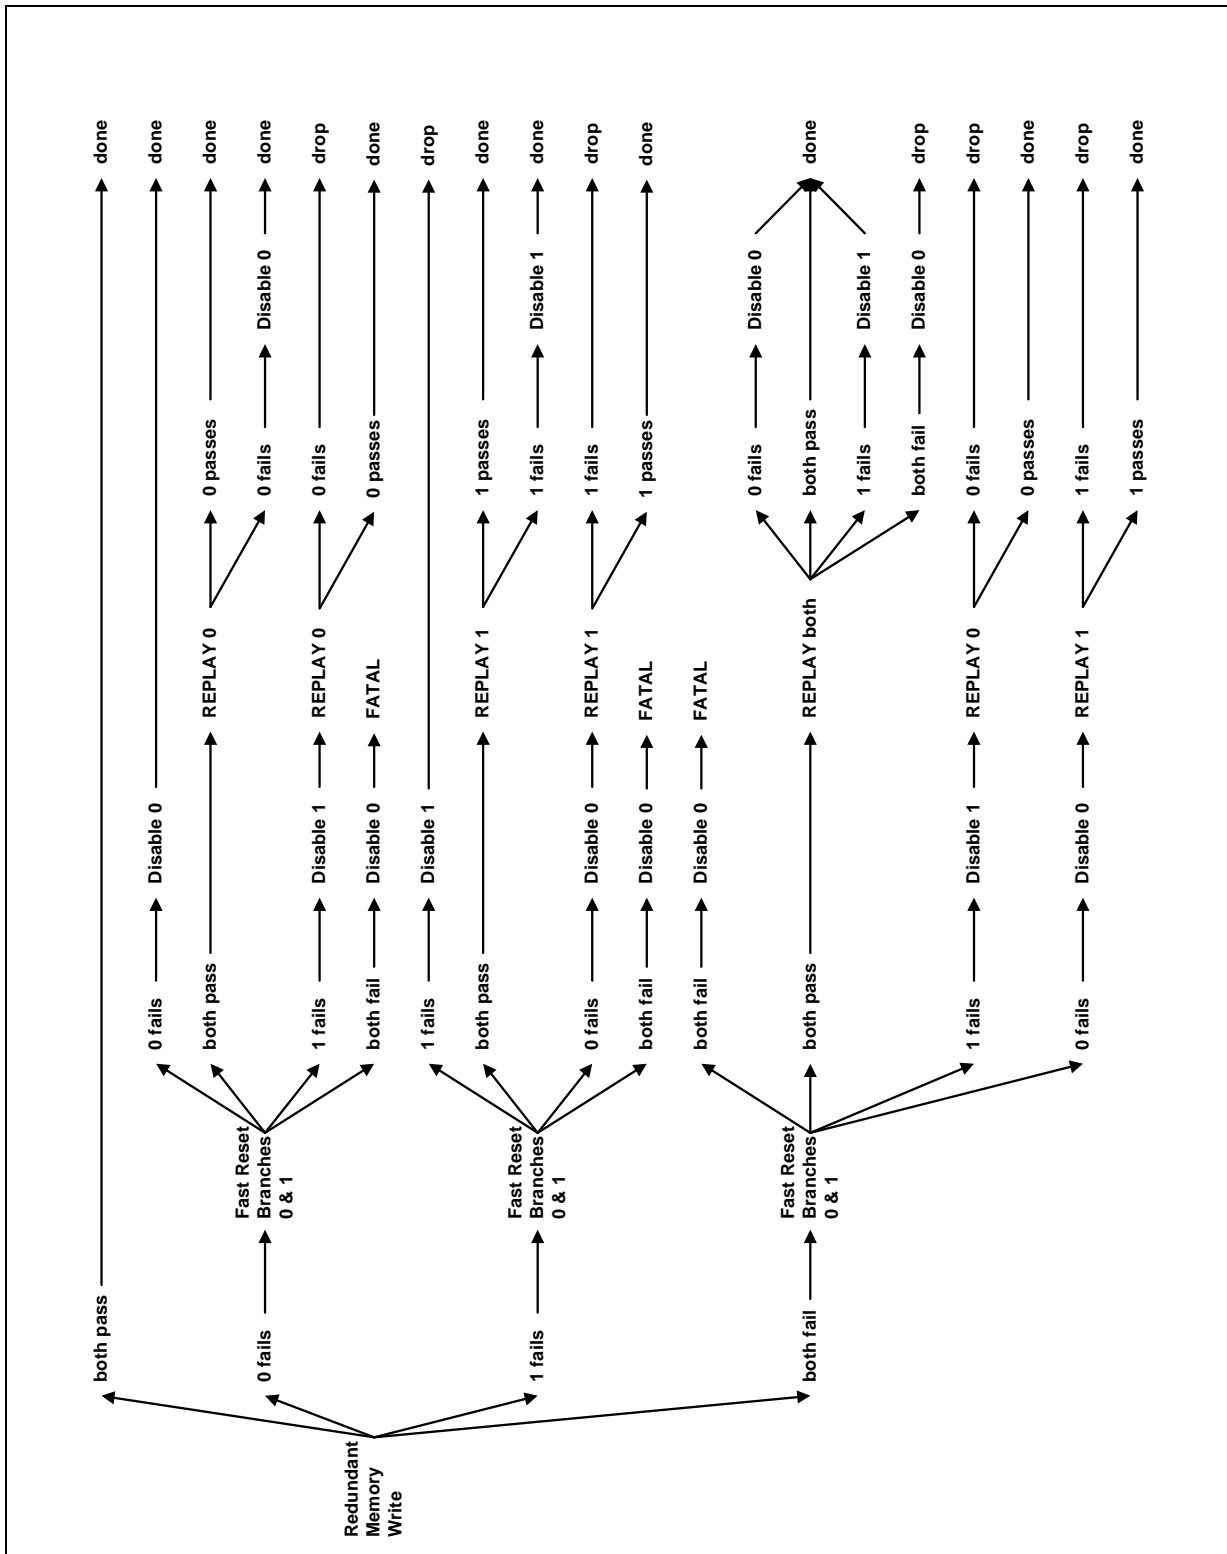 both pass
done
0 fails
Disable 0
done
both pass
REPLAY 0
0 passes
done
0 fails
Fast Reset
Branches
0 & 1
0 fails
Disable 0
done
1 fails
Disable 1
REPLAY 0
0 fails
drop
Redundant
Memory
Write
both fail
Disable 0
FATAL
0 passes
done
1 fails
Disable 1
drop
both pass
REPLAY 1
1 passes
done
1 fails
Fast Reset
Branches
0 & 1
1 fails
Disable 1
done
0 fails
Disable 0
REPLAY 1
1 fails
drop
both fail
Disable 0
FATAL
1 passes
done
both fail
Disable 0
FATAL
0 fails
Disable 0
both fail
Fast Reset
Branches
0 & 1
both pass
REPLAY both
both pass
done
1 fails
Disable 1
both fail
Disable 0
drop
1 fails
Disable 1
REPLAY 0
0 fails
drop
0 passes
done
0 fails
Disable 0
REPLAY 1
1 fails
drop
1 passes
done